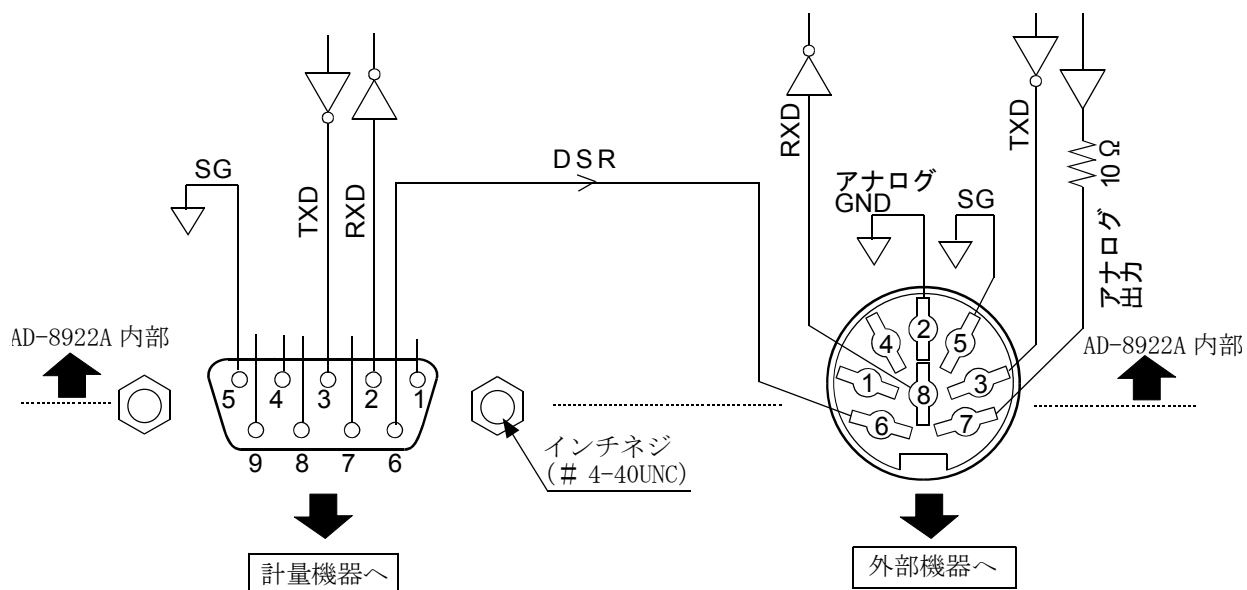 SG
TXD
RXD
DSR
RXD
アナログ
GND
SG
TXD
10 Ω
アナログ
出力
AD-8922A 内部
AD-8922A 内部
5 4 3 2 1
9 8 7 6
インチネジ
(# 4-40UNC)
2
4 5
1 8 3
6 7
計量機器へ
外部機器へ